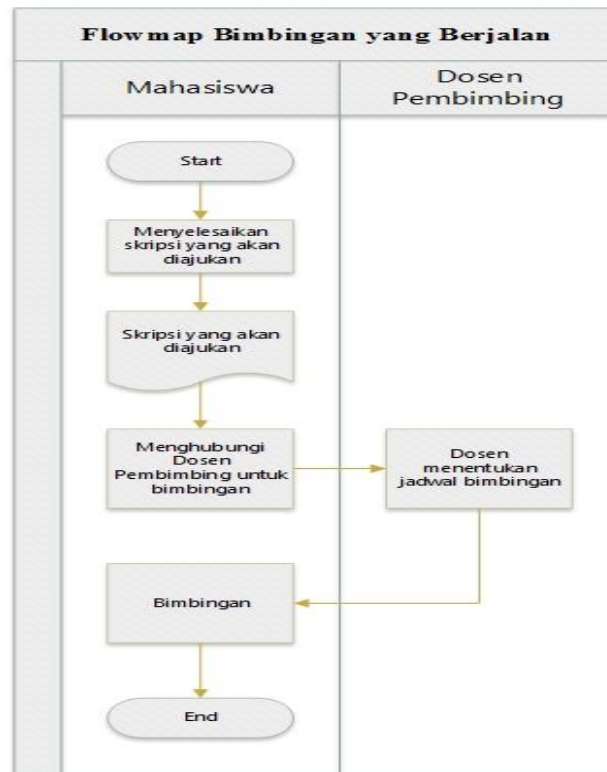 Flowmap Bimbingan yang Berjalan
Mahasiswa
Dosen
Pembimbing
Start
Menyelesaikan
skripsi yang akan
diajukan
Skripsi yang akan
diajukan
Menghubungi
Dosen
Pembimbing untuk
bimbingan
Dosen
menentukan
jadwal bimbingan
Bimbingan
End